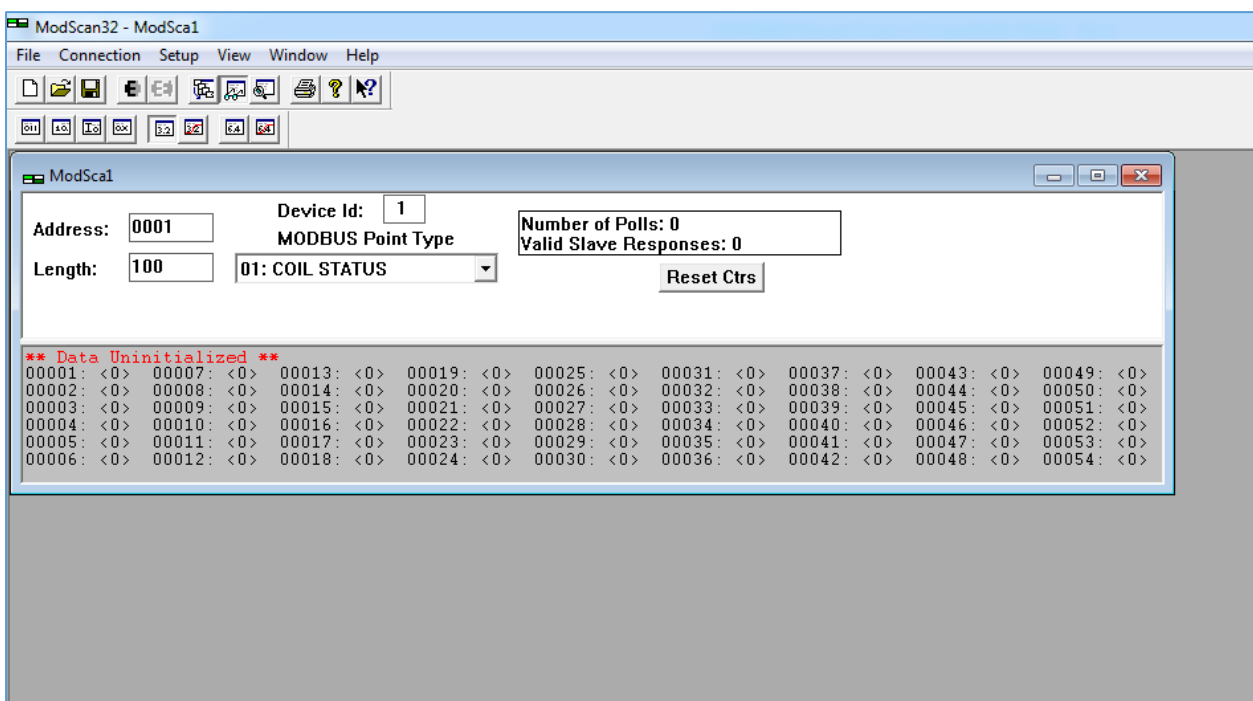 ModScan32 - ModSca1
File Connection Setup View Window Help
ModSca1
Address: 0001
Device Id: 1
MODBUS Point Type
Length: 100
01: COIL STATUS
Number of Polls: 0
Valid Slave Responses: 0
Reset Ctrs
** Data Uninitialized **
00001: <0> 00007: <0> 00013: <0> 00019: <0> 00025: <0> 00031: <0> 00037: <0> 00043: <0> 00049: <0>
00002: <0> 00008: <0> 00014: <0> 00020: <0> 00026: <0> 00032: <0> 00038: <0> 00044: <0> 00050: <0>
00003: <0> 00009: <0> 00015: <0> 00021: <0> 00027: <0> 00033: <0> 00039: <0> 00045: <0> 00051: <0>
00004: <0> 00010: <0> 00016: <0> 00022: <0> 00028: <0> 00034: <0> 00040: <0> 00046: <0> 00052: <0>
00005: <0> 00011: <0> 00017: <0> 00023: <0> 00029: <0> 00035: <0> 00041: <0> 00047: <0> 00053: <0>
00006: <0> 00012: <0> 00018: <0> 00024: <0> 00030: <0> 00036: <0> 00042: <0> 00048: <0> 00054: <0>